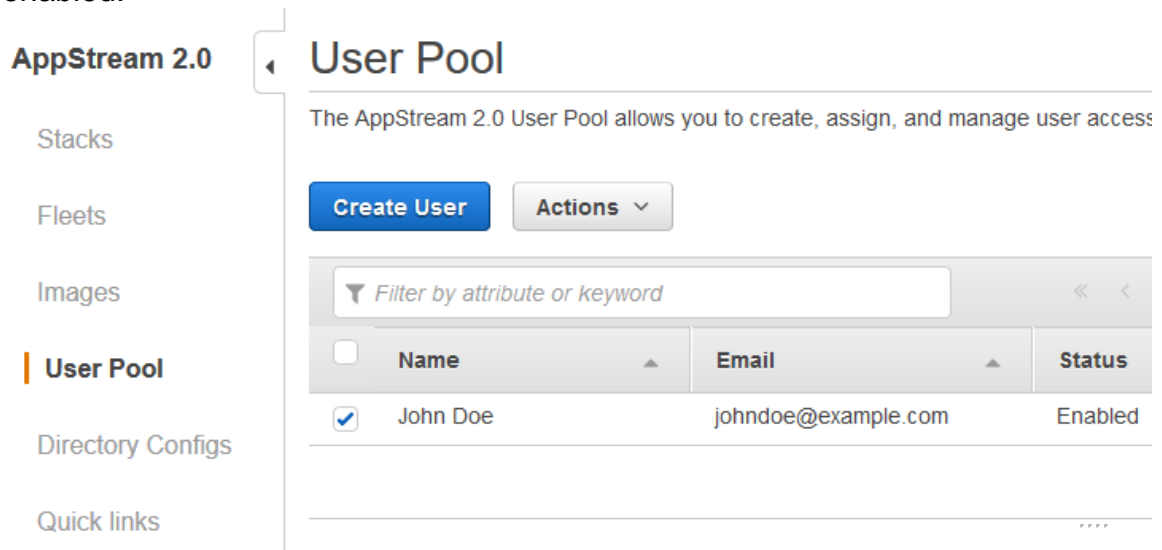 enabled.
AppStream 2.0
User Pool
The AppStream 2.0 User Pool allows you to create, assign, and manage user access
Stacks
Create User
Actions
Fleets
Images
Filter by attribute or keyword
Name
Email
Status
User Pool
John Doe
johndoe@example.com
Enabled
Directory Configs
Quick links